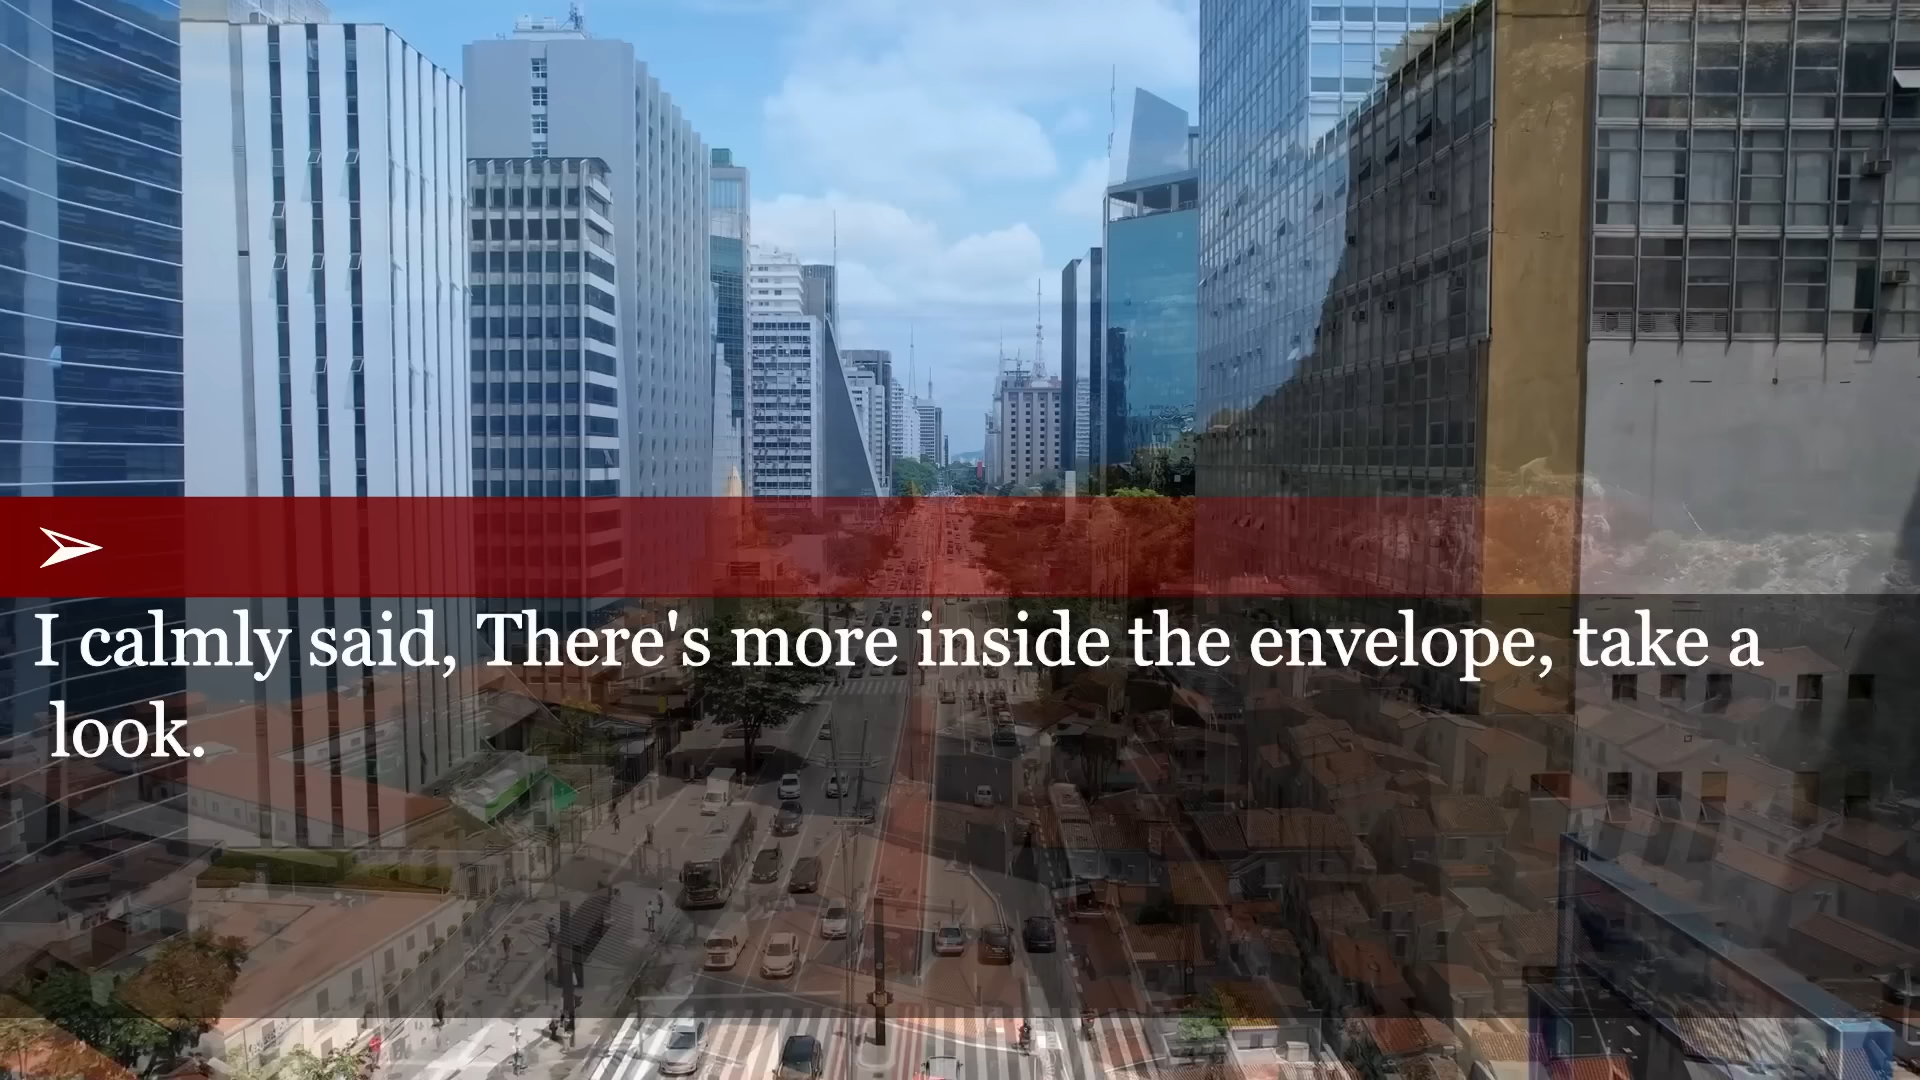 I calmly said, There's more inside the envelope, take a
look.